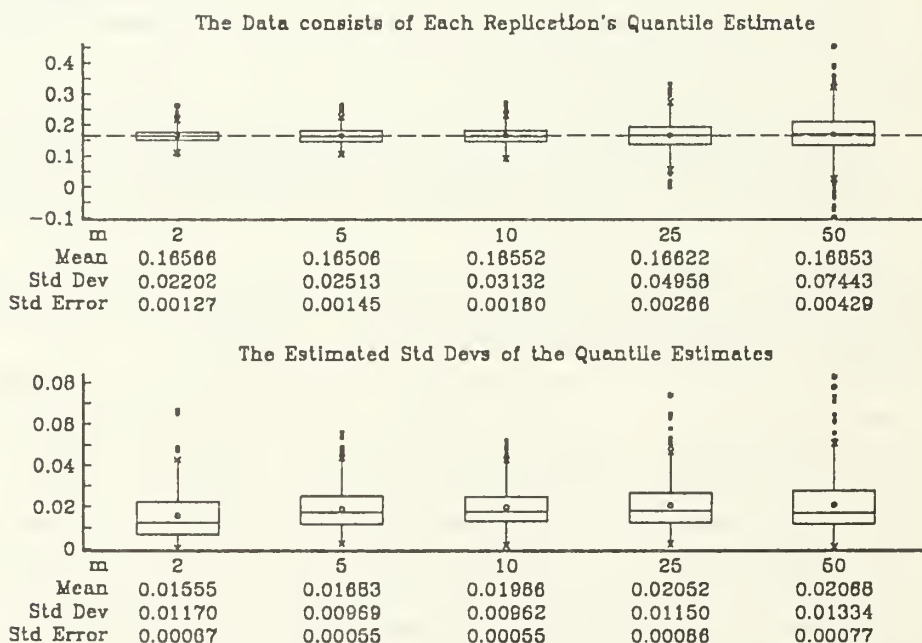 The Data consists of Each Replication's Quantile Estimate
0.4
0.3
0.2
0.1
0
-0.1
m 2 5 10 25 50
Mean 0.16566 0.16506 0.16552 0.16622 0.16853
Std Dev 0.02202 0.02513 0.03132 0.04958 0.07443
Std Error 0.00127 0.00145 0.00180 0.00286 0.00429
The Estimated Std Devs of the Quantile Estimates
0.08
0.06
0.04
0.02
0
m 2 5 10 25 50
Mean 0.01555 0.01883 0.01986 0.02052 0.02068
Std Dev 0.01170 0.00969 0.00962 0.01150 0.01334
Std Error 0.00067 0.00055 0.00055 0.00066 0.00077